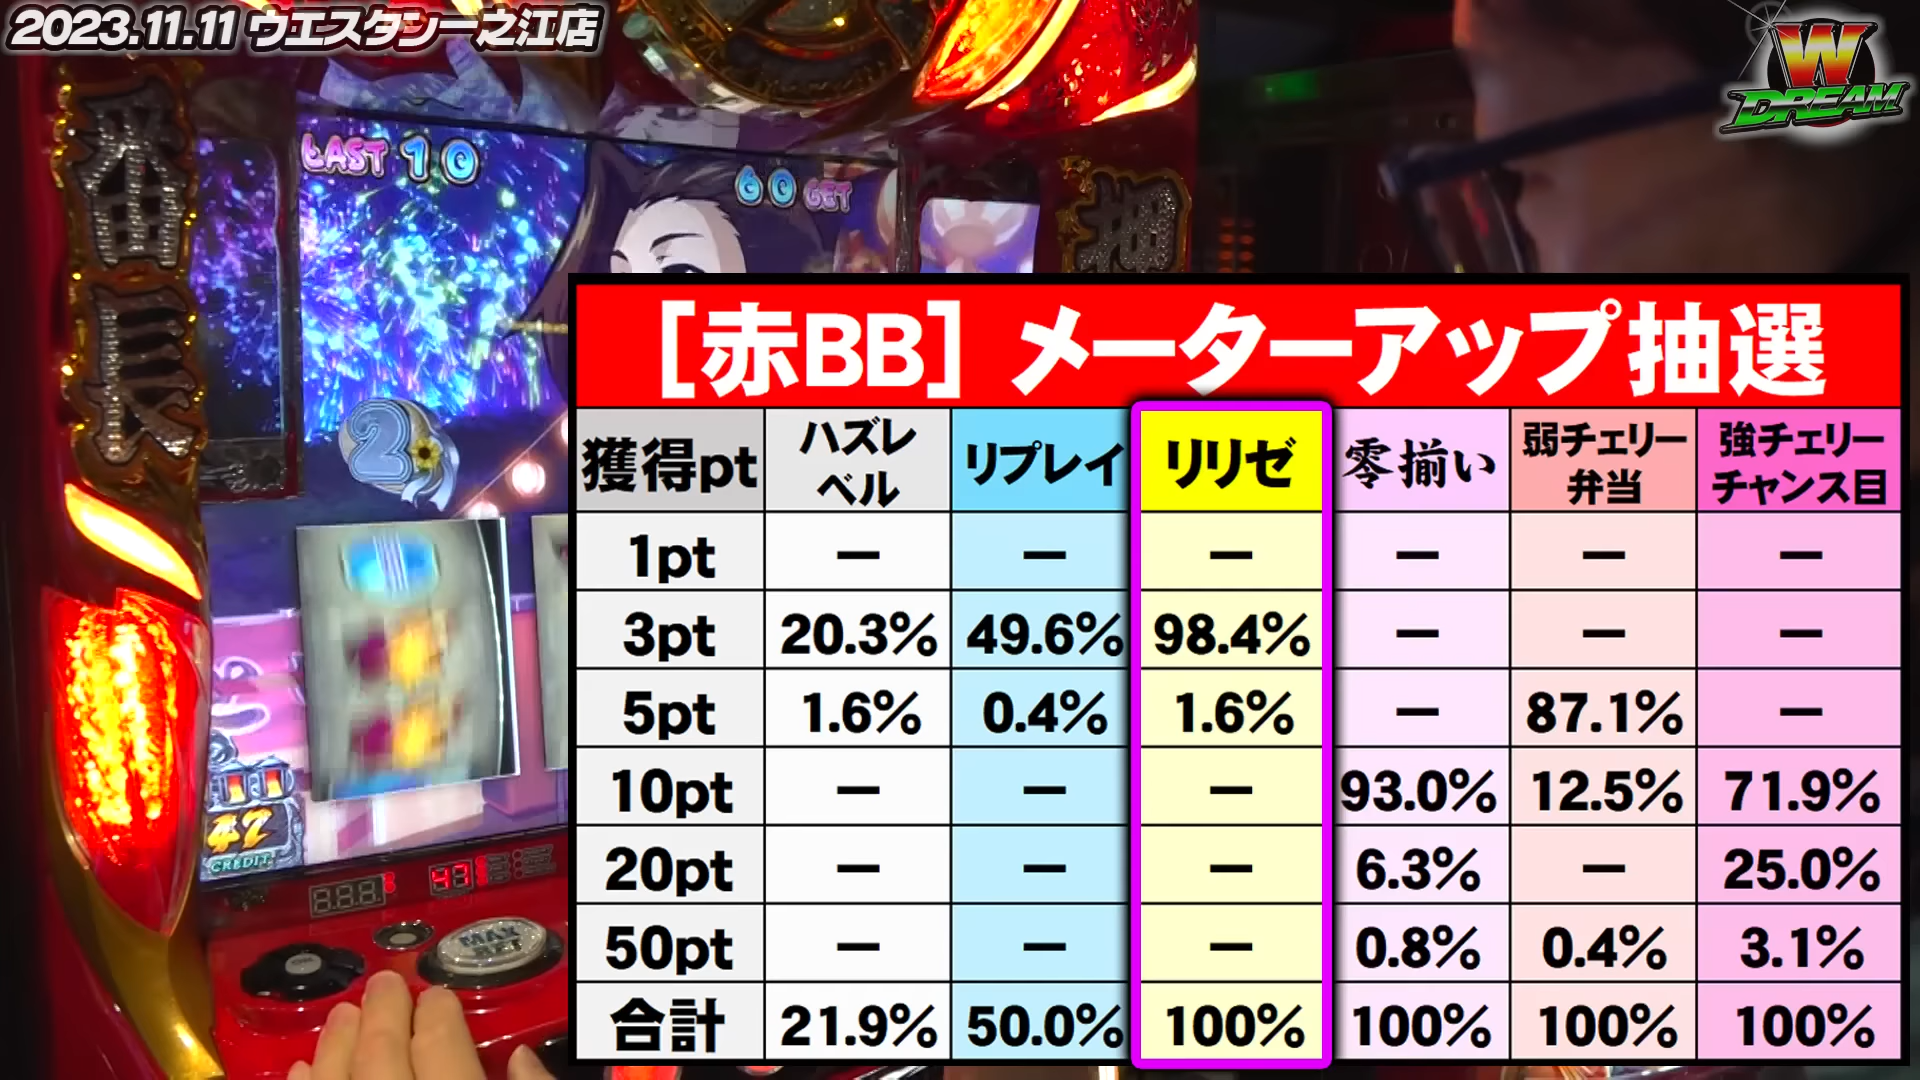 2023.11.11 ウエスタン一之江店
W
DREAM
番長
押
LAST 10
60 GET
2
[赤BB] メーターアップ抽選
獲得pt ハズレ ベル リプレイ リリゼ 零揃い 弱チェリー 弁当 強チェリー チャンス目
1pt ー ー ー ー ー ー
3pt 20.3% 49.6% 98.4% ー ー ー
5pt 1.6% 0.4% 1.6% ー 87.1% ー
10pt ー ー ー 93.0% 12.5% 71.9%
20pt ー ー ー 6.3% ー 25.0%
50pt ー ー ー 0.8% 0.4% 3.1%
合計 21.9% 50.0% 100% 100% 100% 100%
47
CREDIT
47
MAX
BET